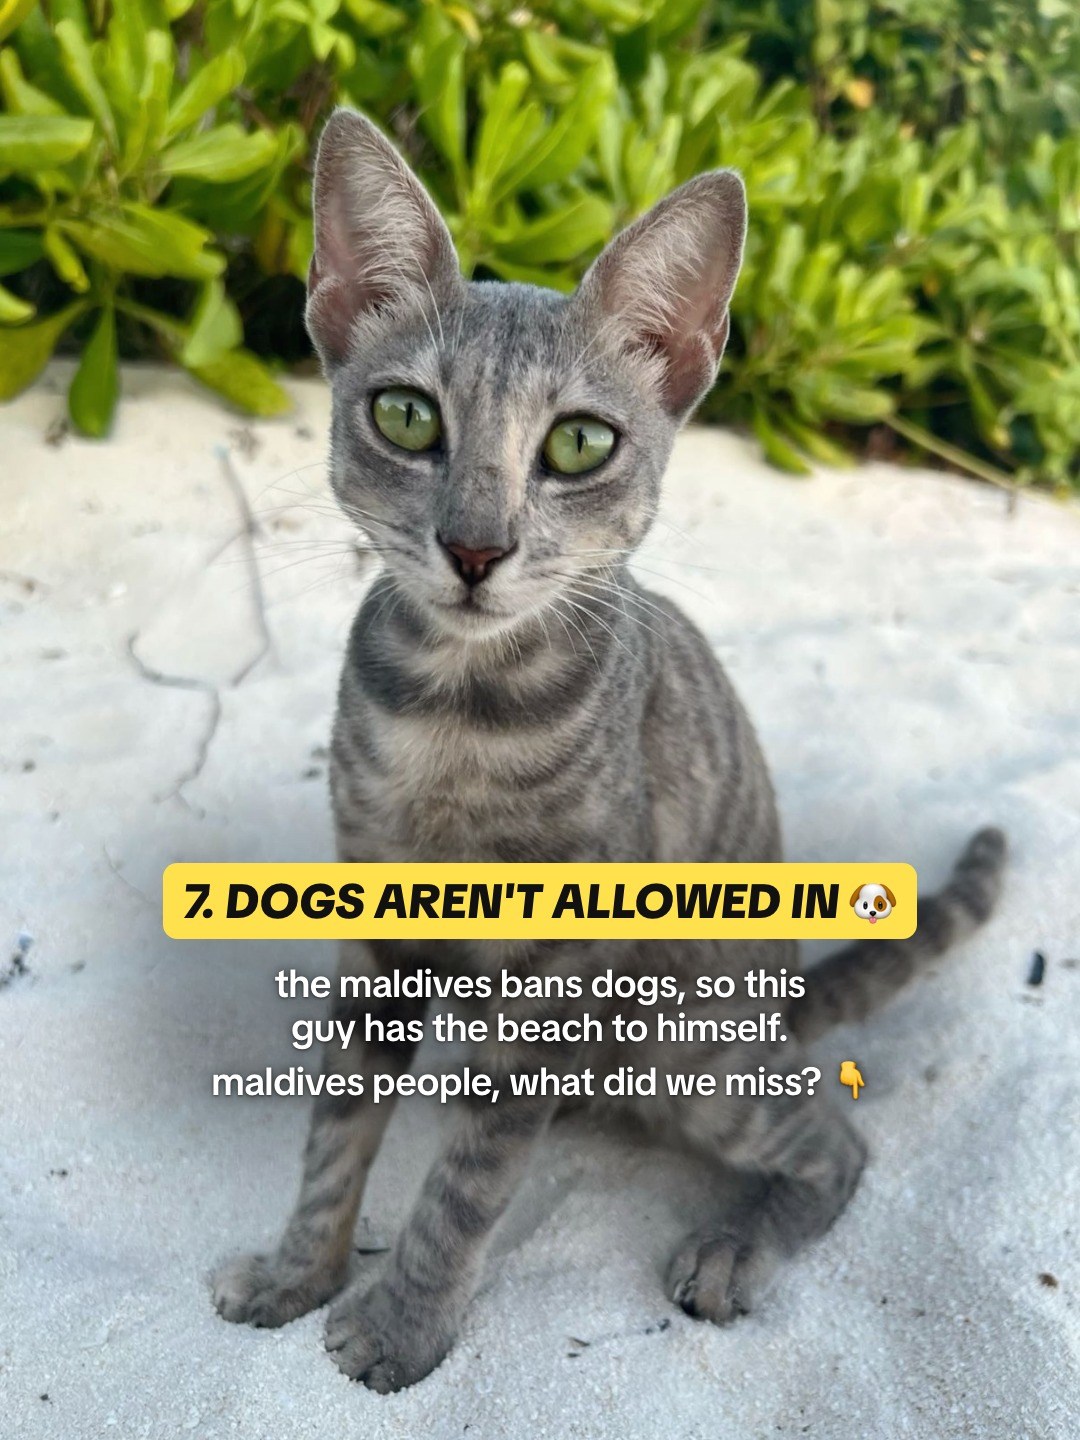 7. DOGS AREN'T ALLOWED IN 🐶
the maldives bans dogs, so this
guy has the beach to himself.
maldives people, what did we miss? 👇